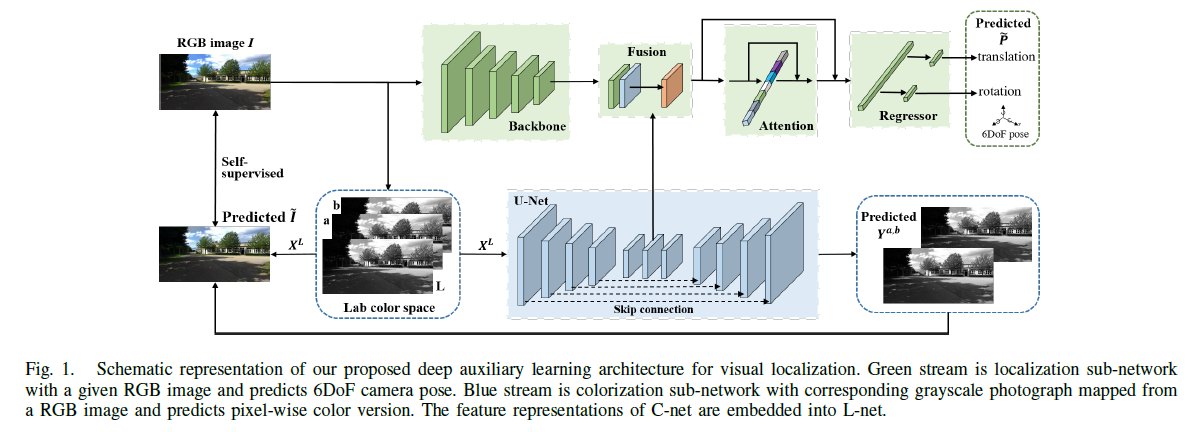 RGB image I
Self-
supervised
Predicted Ĩ
X^L
b
a
L
Lab color space
X^L
Backbone
Fusion
Attention
Regressor
Predicted
P̃
translation
rotation
6DoF pose
U-Net
Skip connection
Predicted
Y^{a,b}
Fig. 1. Schematic representation of our proposed deep auxiliary learning architecture for visual localization. Green stream is localization sub-network
with a given RGB image and predicts 6DoF camera pose. Blue stream is colorization sub-network with corresponding grayscale photograph mapped from
a RGB image and predicts pixel-wise color version. The feature representations of C-net are embedded into L-net.